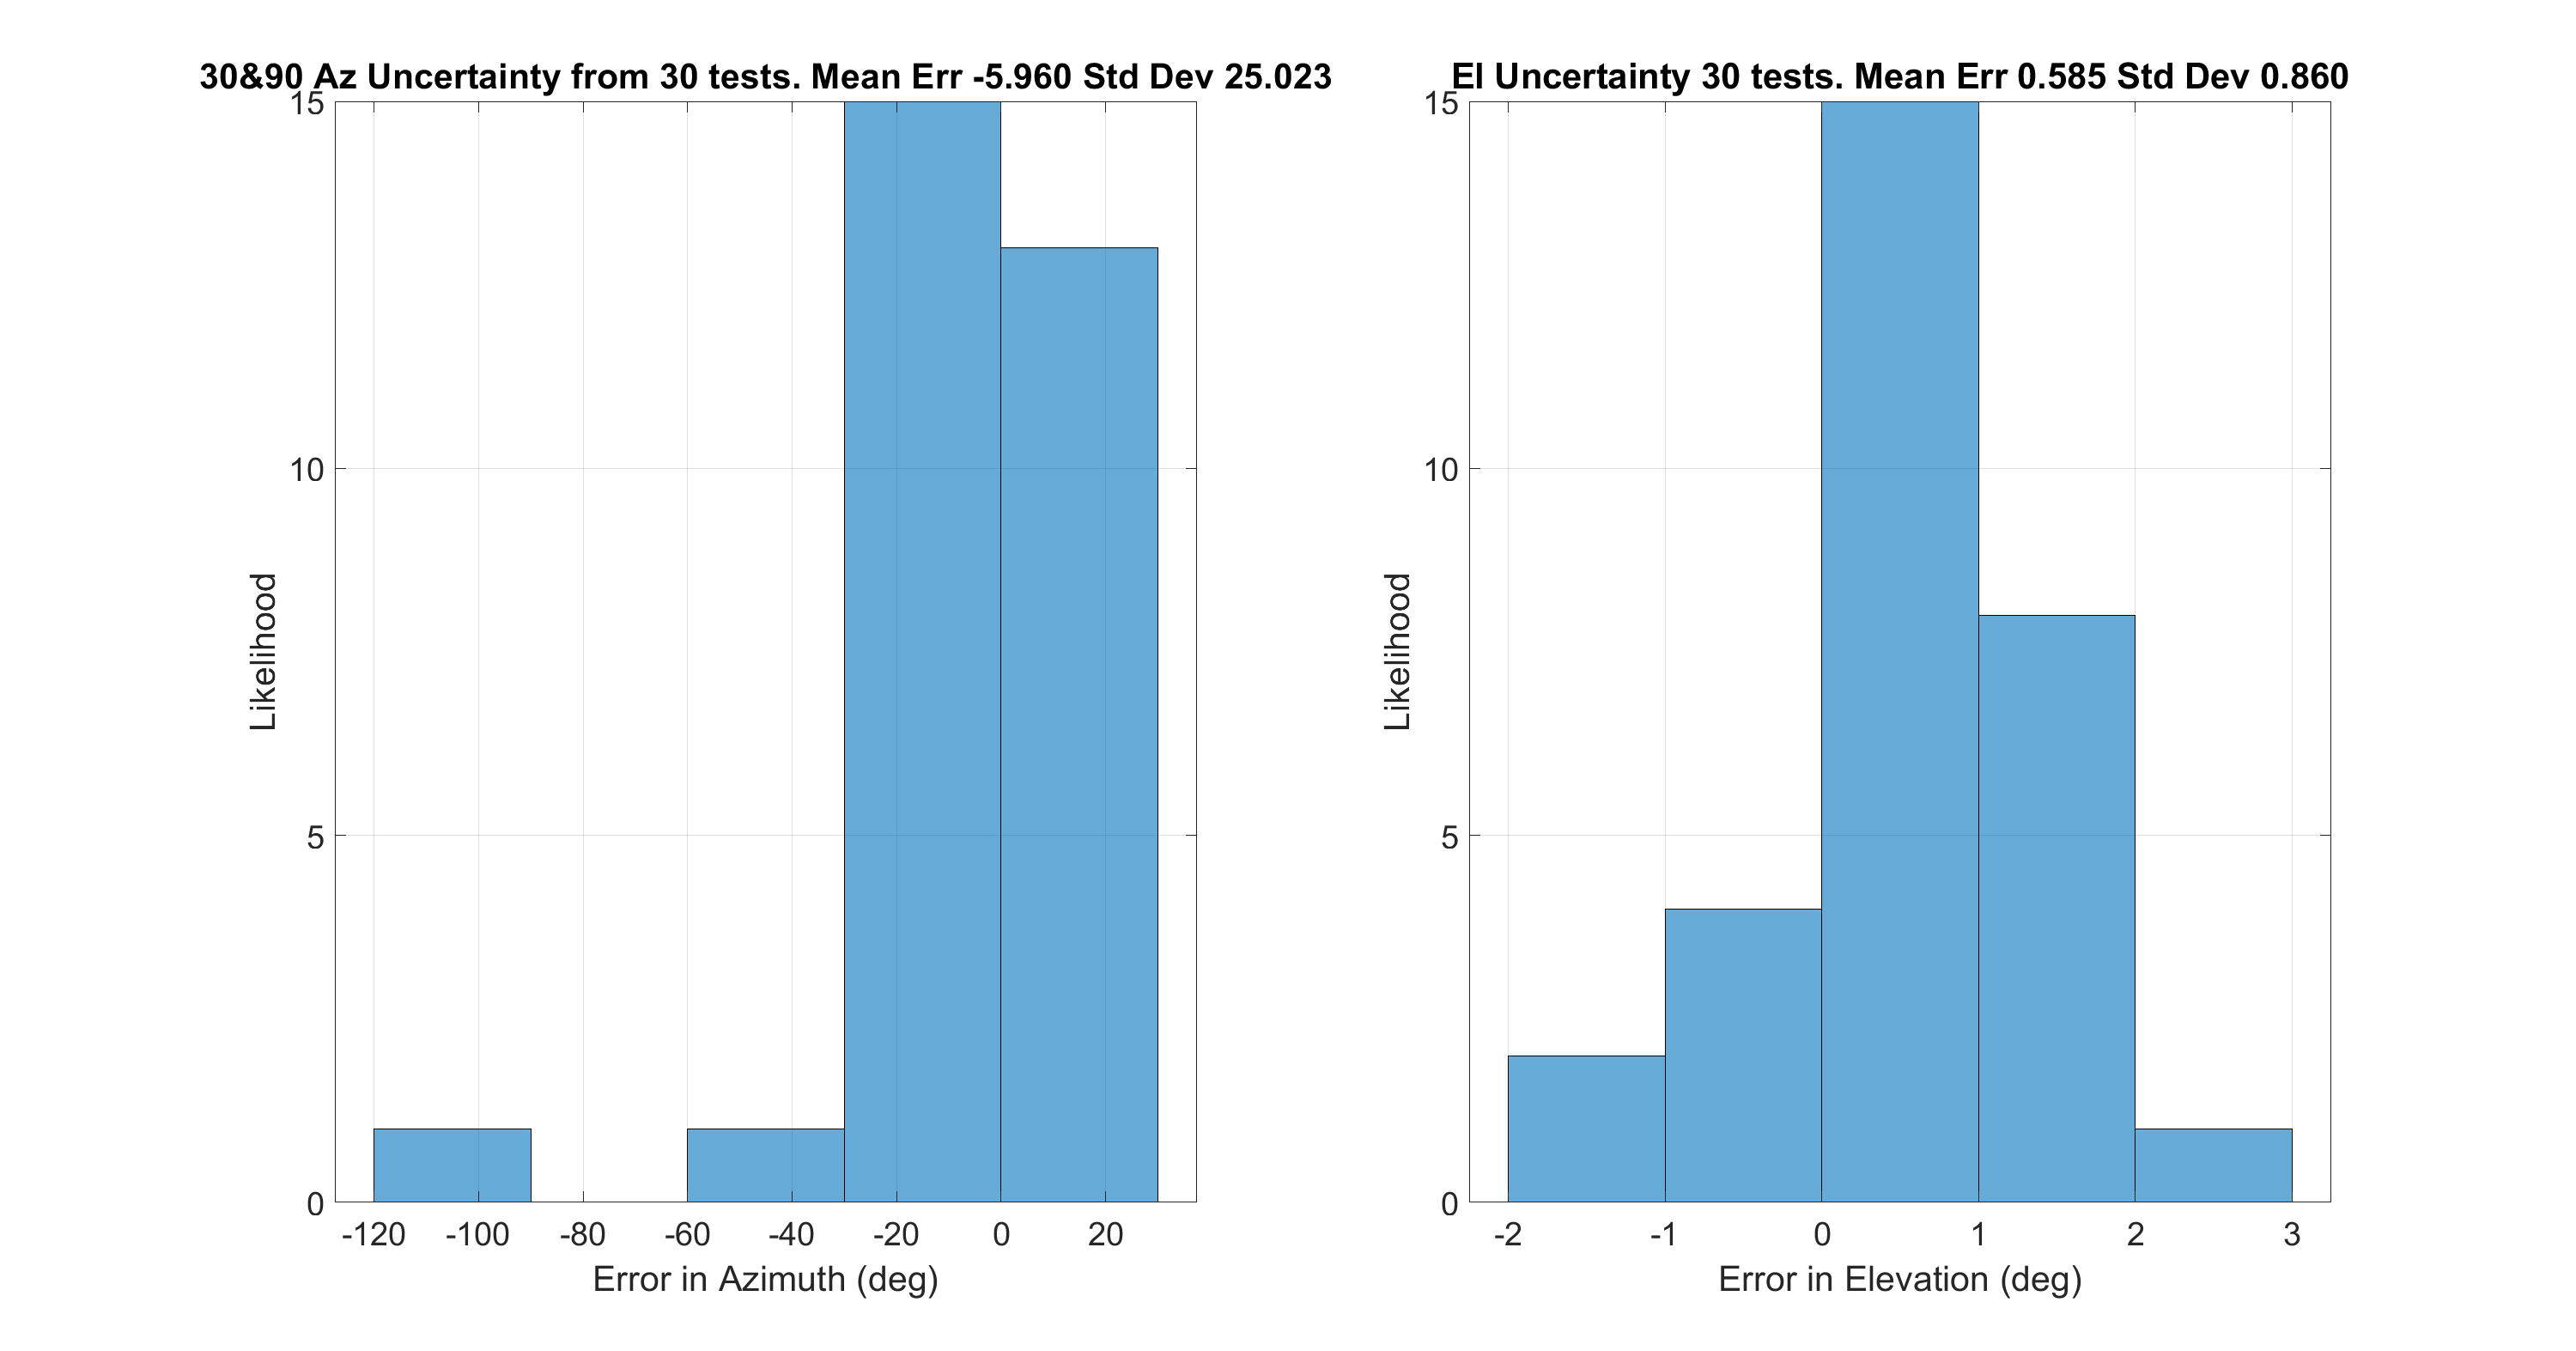 30&90 Az Uncertainty from 30 tests. Mean Err -5.960 Std Dev 25.023
15
10
5
0
Likelihood
-120 -100 -80 -60 -40 -20 0 20
Error in Azimuth (deg)
El Uncertainty 30 tests. Mean Err 0.585 Std Dev 0.860
15
10
5
0
Likelihood
-2 -1 0 1 2 3
Error in Elevation (deg)